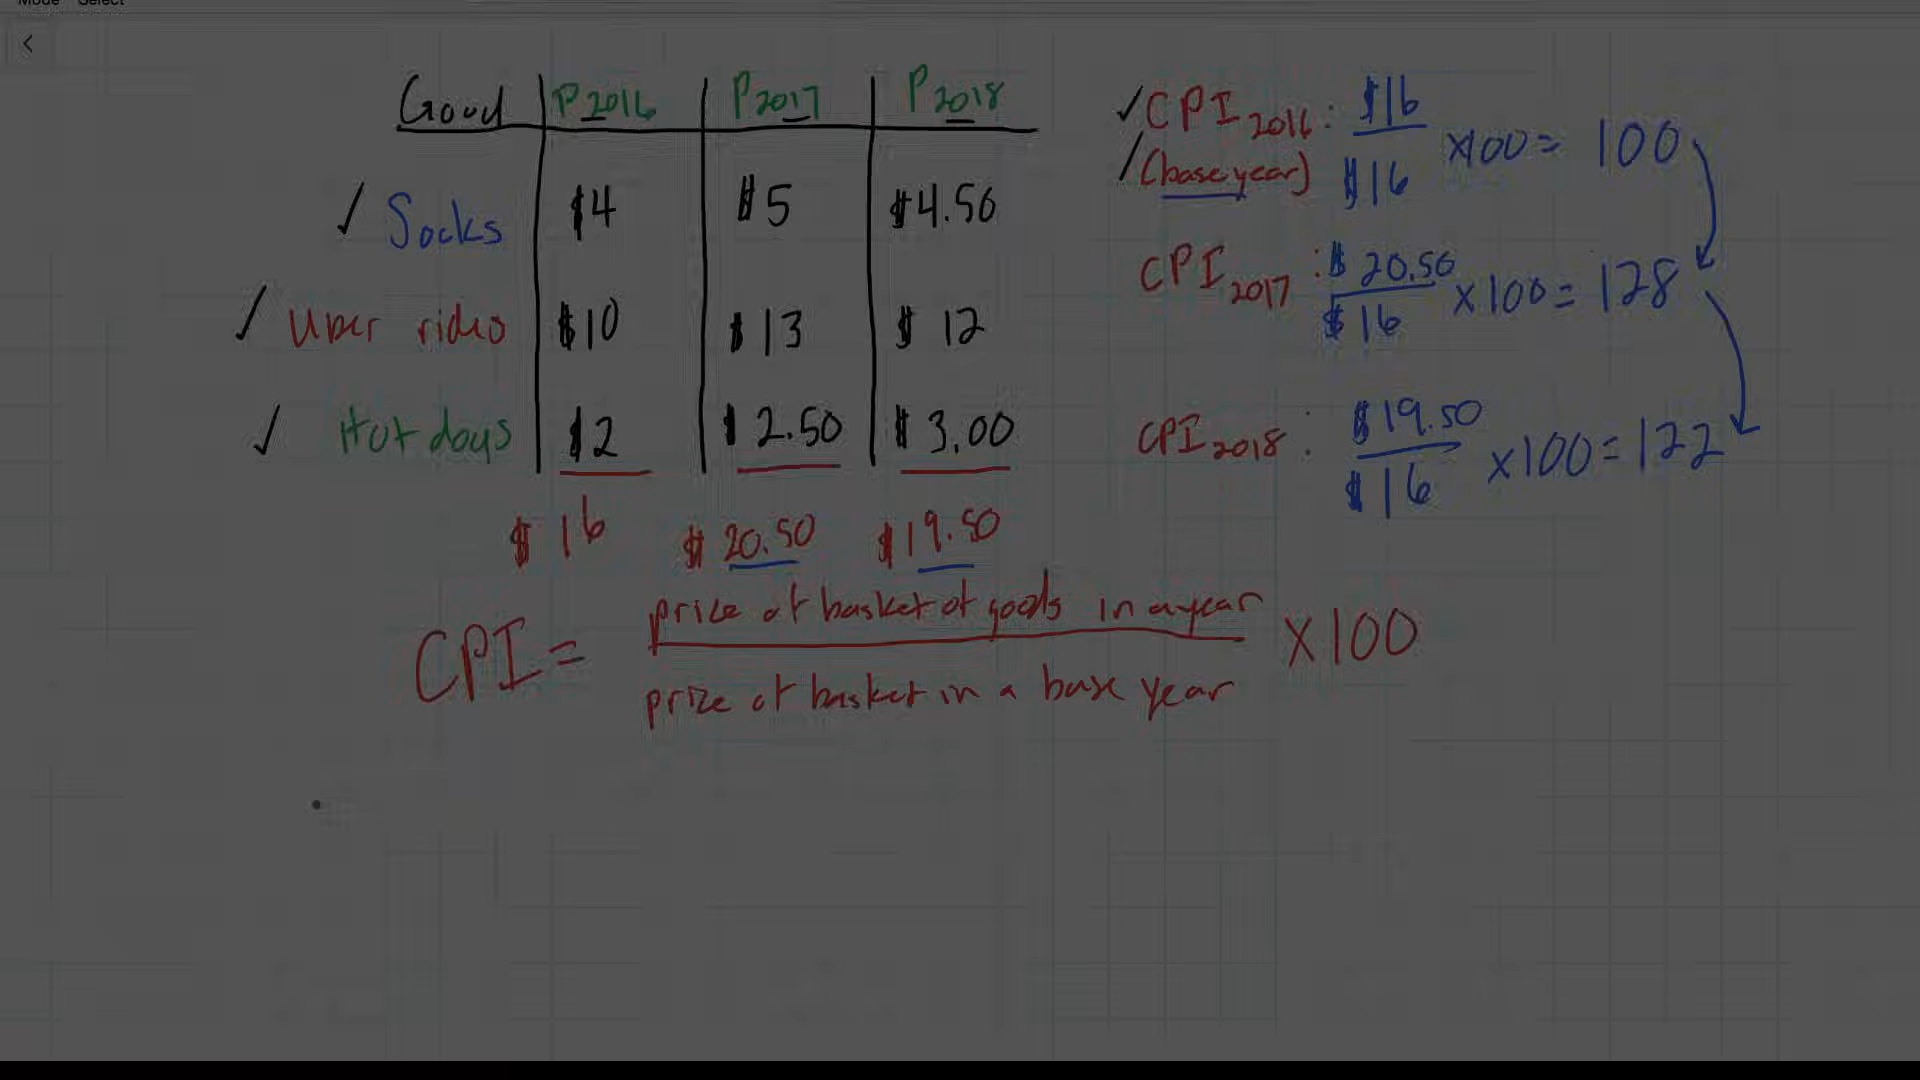 Mode Select
Good P2016 P2017 P2018
Socks $4 $5 $4.50
Uber rides $10 $13 $12
Hot dogs $2 $2.50 $3.00
$16 $20.50 $19.50
CPI2016: $16 / $16 x100 = 100
(base year)
CPI2017: $20.50 / $16 x100 = 128
CPI2018: $19.50 / $16 x100 = 122
CPI = price of basket of goods in a year
price of basket in a base year
x100